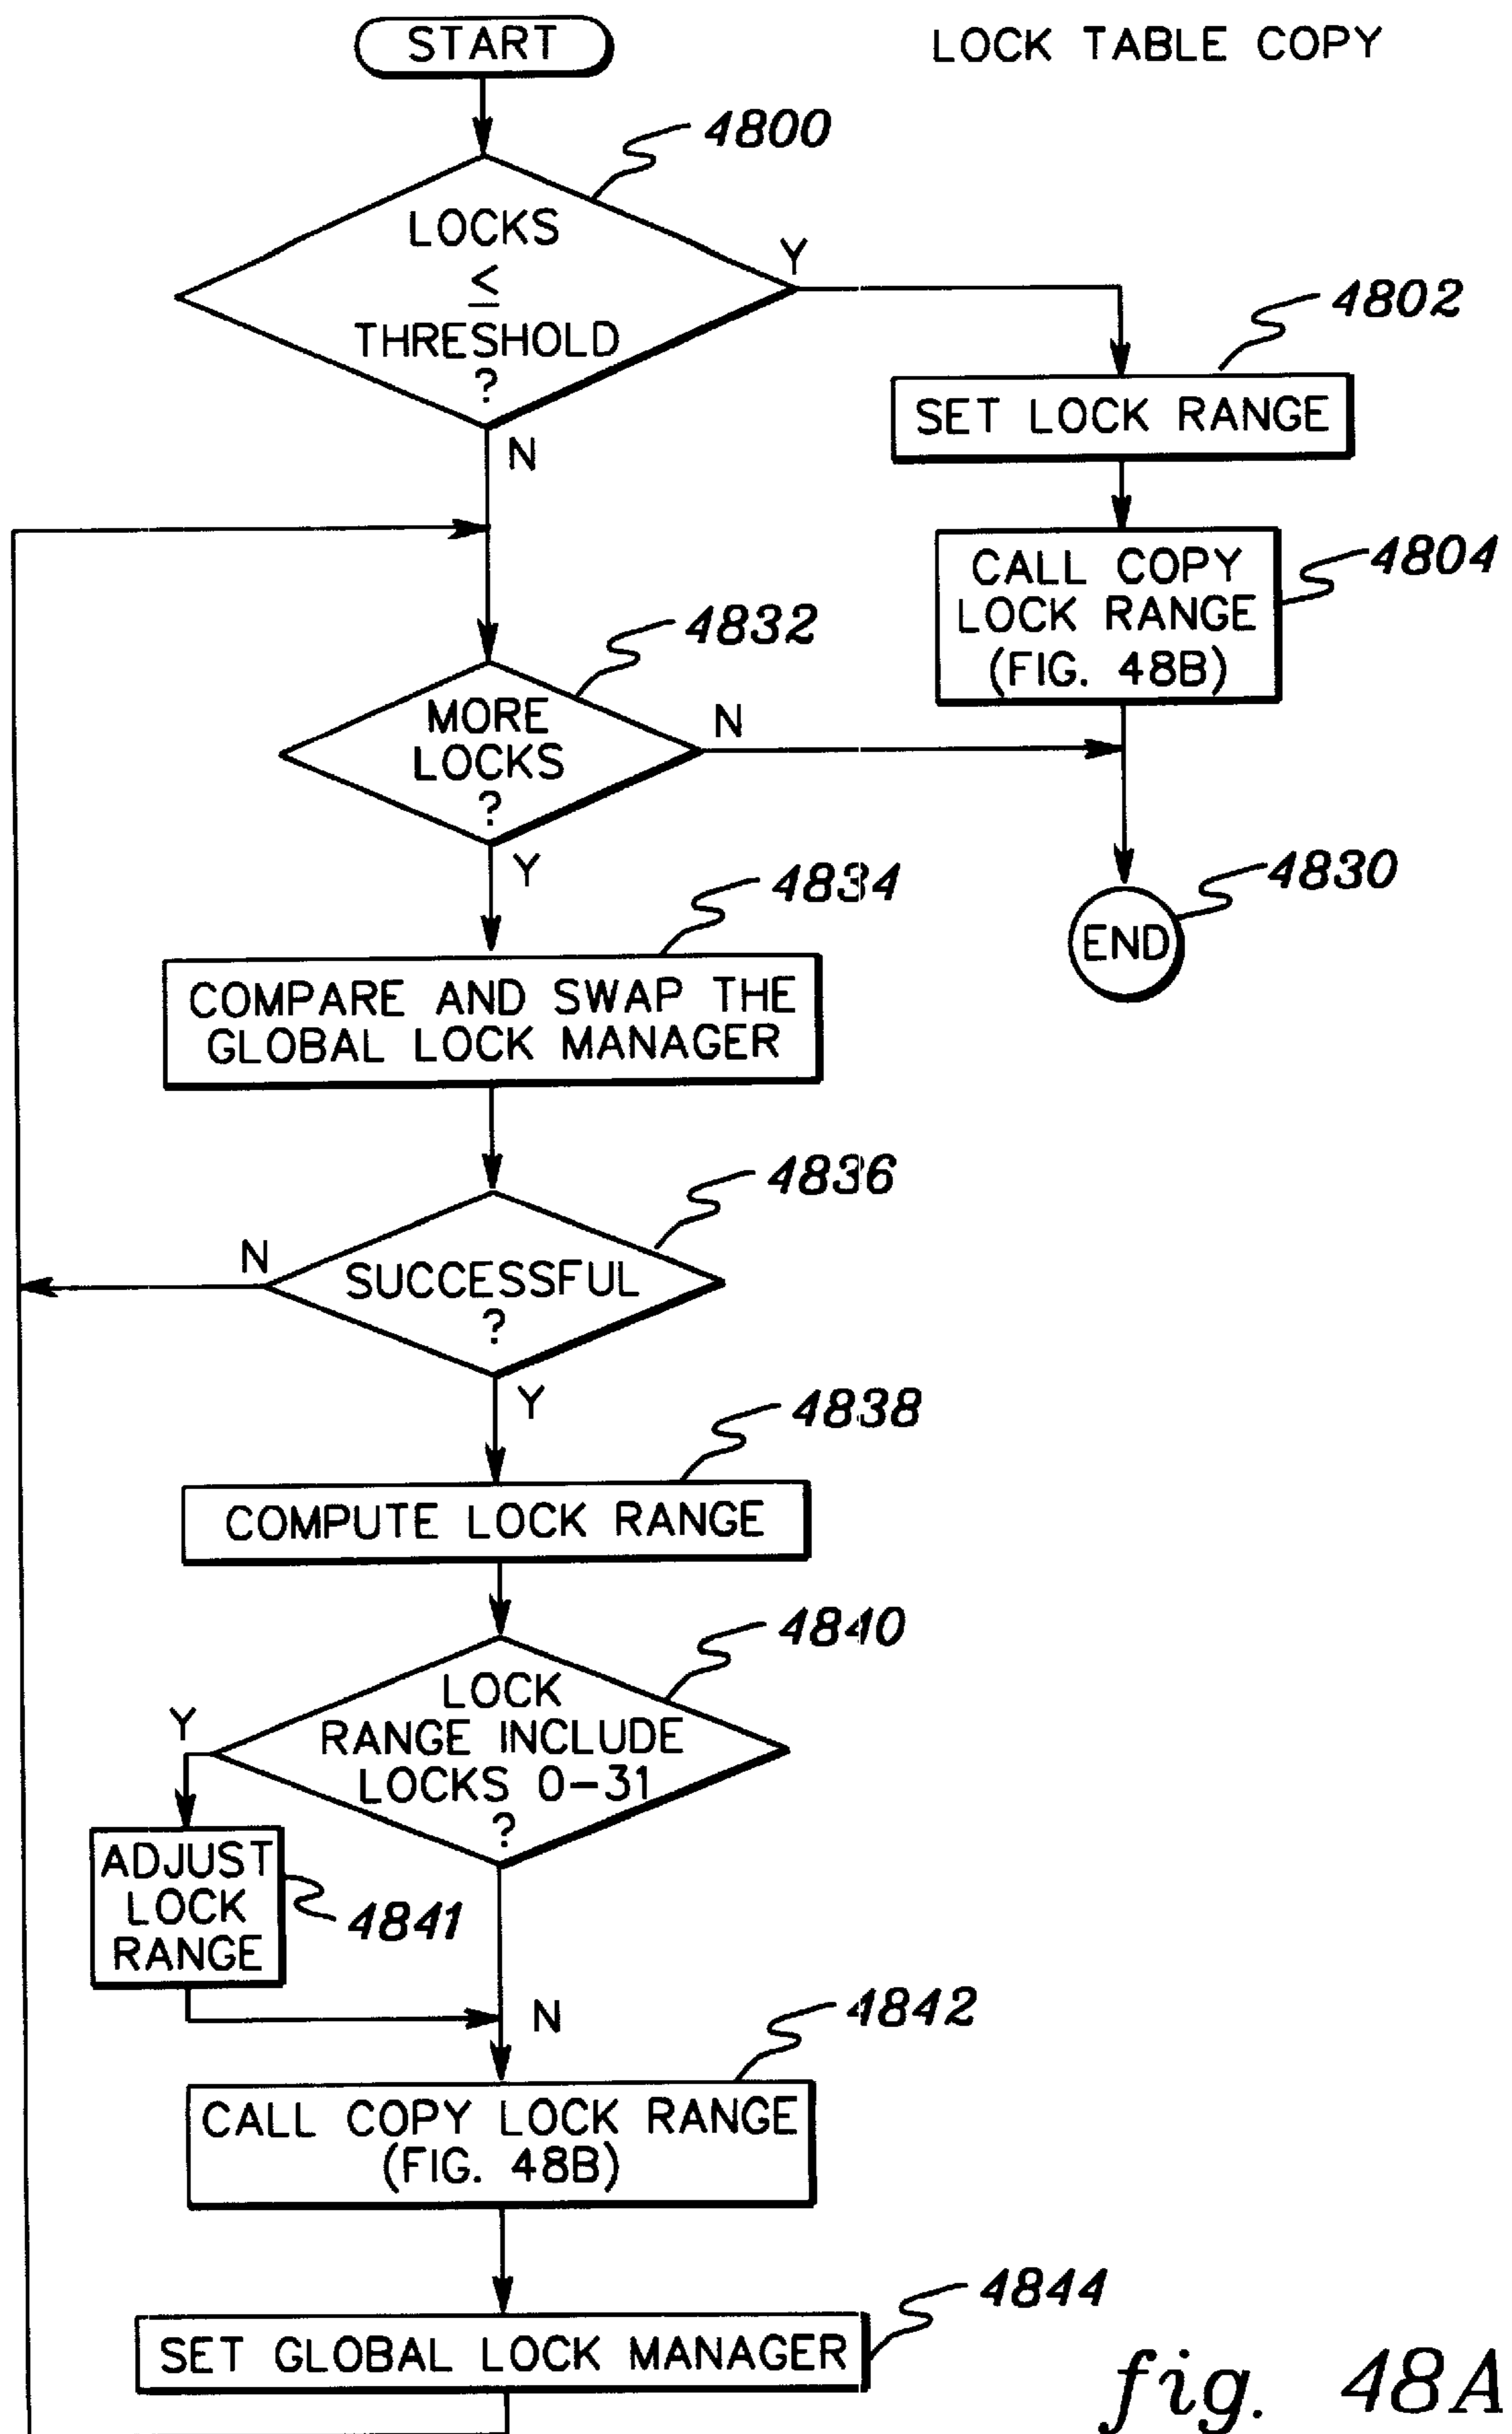 START
LOCK TABLE COPY
4800
LOCKS
≤
THRESHOLD
?
Y
N
4802
SET LOCK RANGE
CALL COPY
LOCK RANGE
(FIG. 48B)
4804
4832
MORE
LOCKS
?
N
Y
4830
END
4834
COMPARE AND SWAP THE
GLOBAL LOCK MANAGER
4836
SUCCESSFUL
?
N
Y
4838
COMPUTE LOCK RANGE
4840
LOCK
RANGE INCLUDE
LOCKS 0-31
?
Y
ADJUST
LOCK
RANGE
4841
N
4842
CALL COPY LOCK RANGE
(FIG. 48B)
4844
SET GLOBAL LOCK MANAGER
fig. 48A